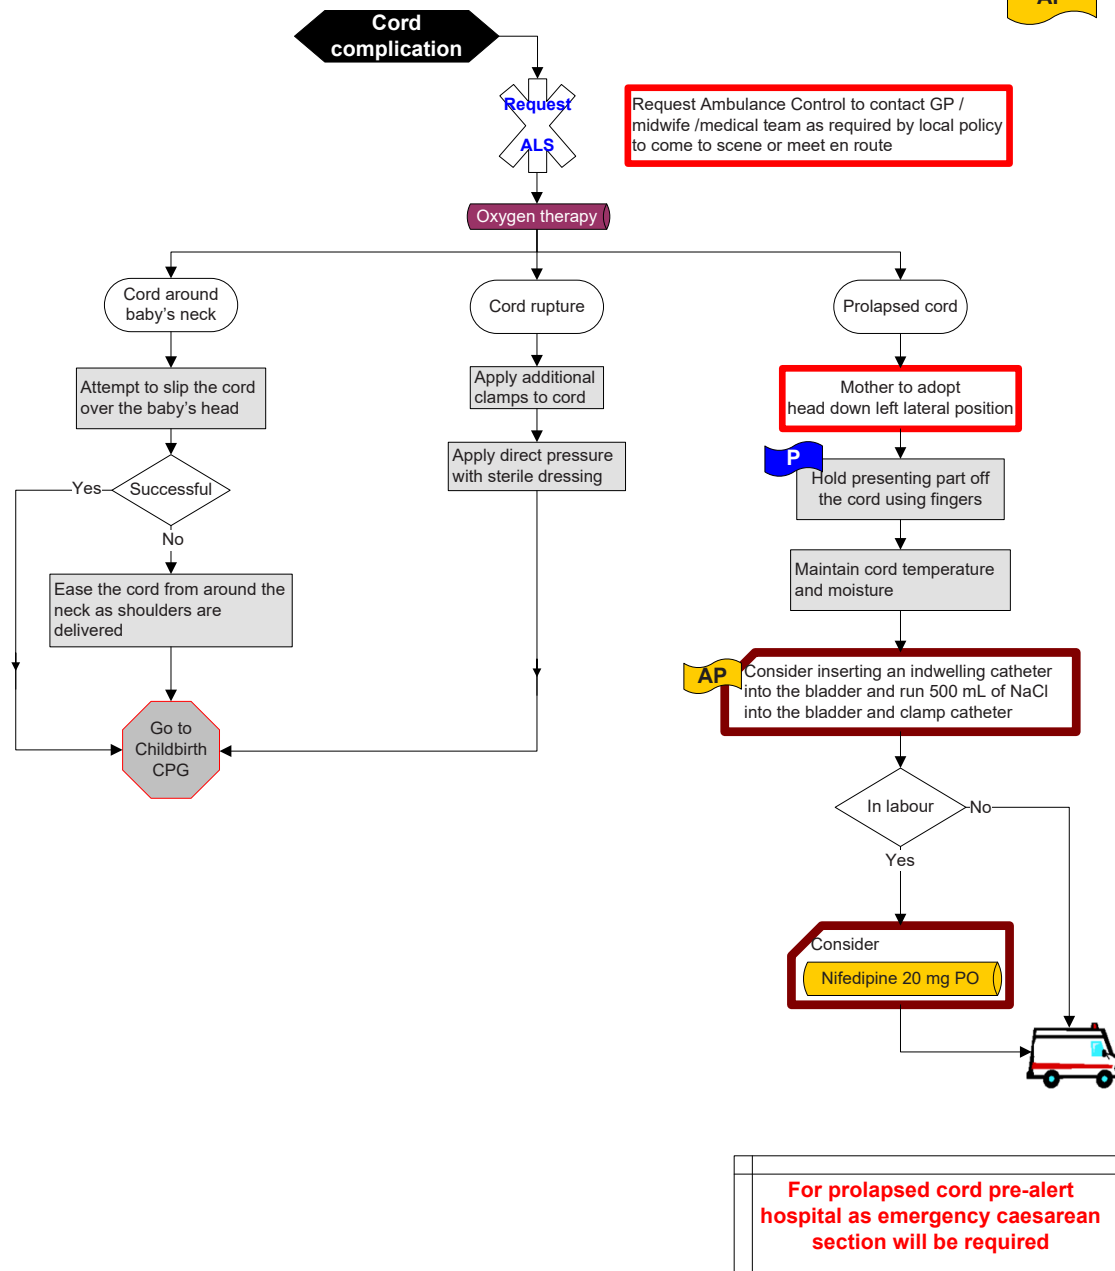 AP
Cord
complication
Request
ALS
Request Ambulance Control to contact GP /
midwife /medical team as required by local policy
to come to scene or meet en route
Oxygen therapy
Cord around
baby's neck
Attempt to slip the cord
over the baby's head
Successful
Yes
No
Ease the cord from around the
neck as shoulders are
delivered
Go to
Childbirth
CPG
Cord rupture
Apply additional
clamps to cord
Apply direct pressure
with sterile dressing
Prolapsed cord
Mother to adopt
head down left lateral position
P
Hold presenting part off
the cord using fingers
Maintain cord temperature
and moisture
AP
Consider inserting an indwelling catheter
into the bladder and run 500 mL of NaCl
into the bladder and clamp catheter
In labour
No
Yes
Consider
Nifedipine 20 mg PO
For prolapsed cord pre-alert
hospital as emergency caesarean
section will be required